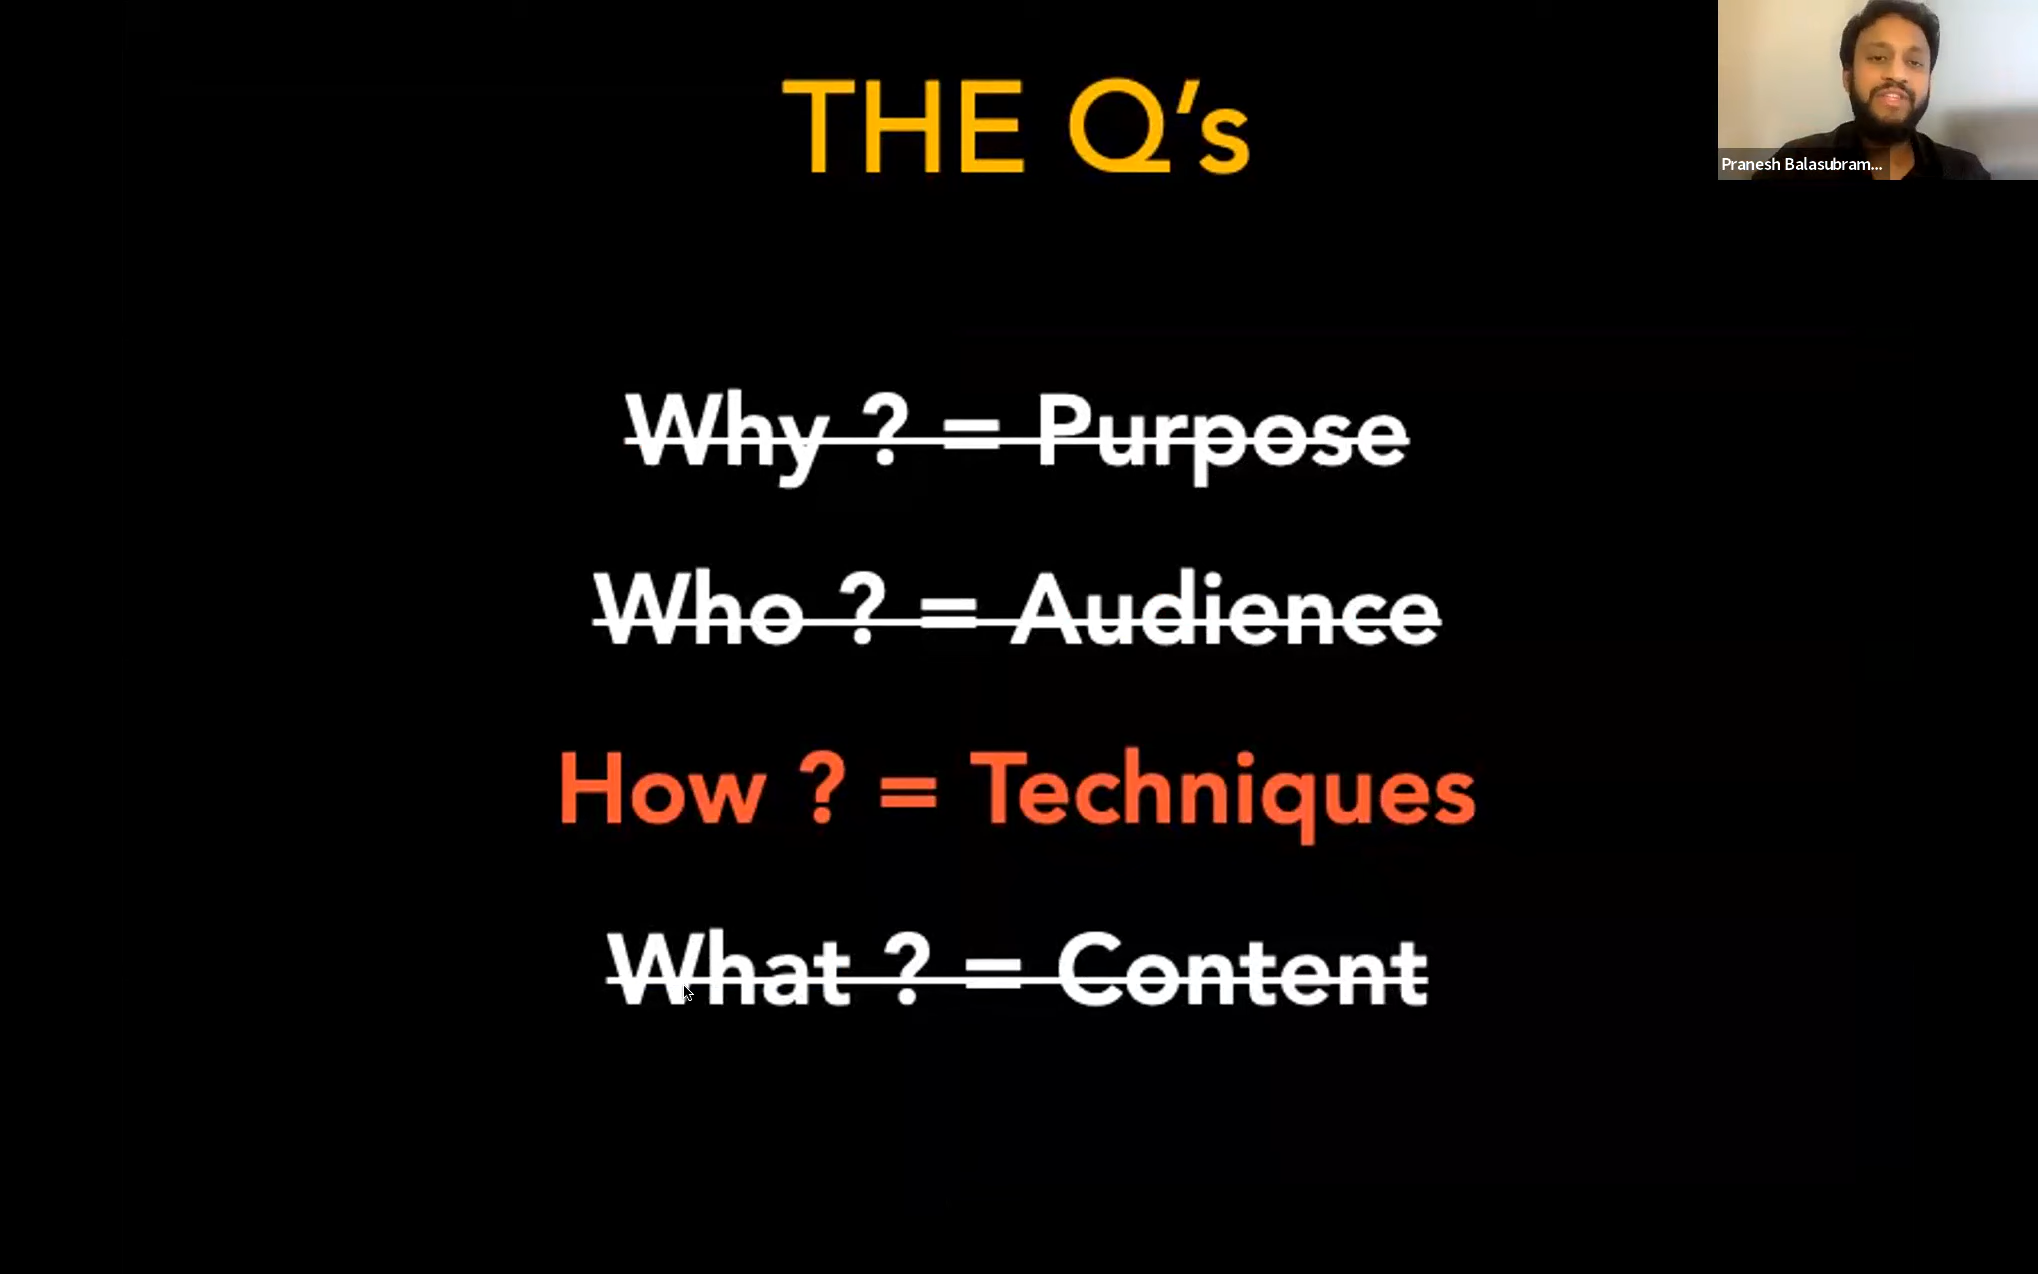 THE Q's
Pranesh Balasubram...
Why ? = Purpose
Who ? = Audience
How ? = Techniques
What ? = Content